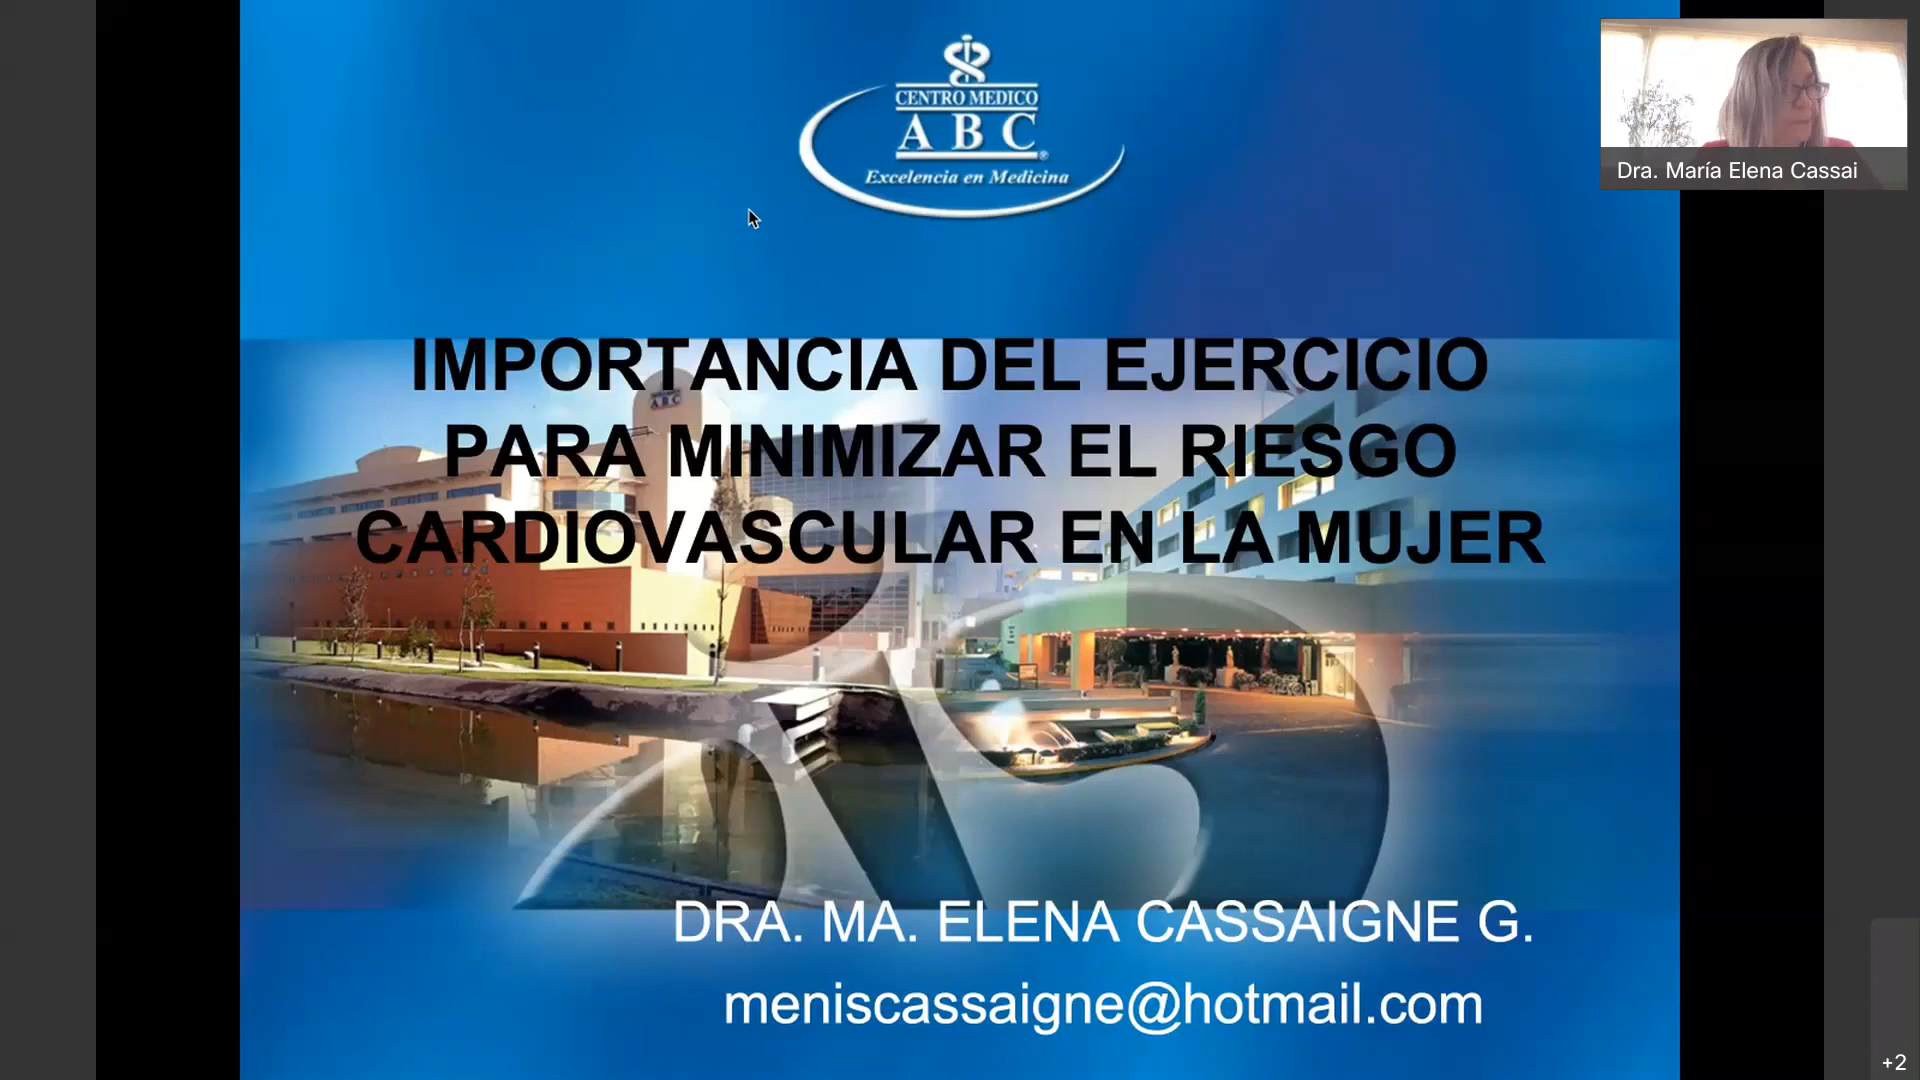 CENTRO MEDICO
A B C
Excelencia en Medicina
Dra. María Elena Cassai
IMPORTANCIA DEL EJERCICIO
PARA MINIMIZAR EL RIESGO
CARDIOVASCULAR EN LA MUJER
ABC
DRA. MA. ELENA CASSAIGNE G.
meniscassaigne@hotmail.com
+2